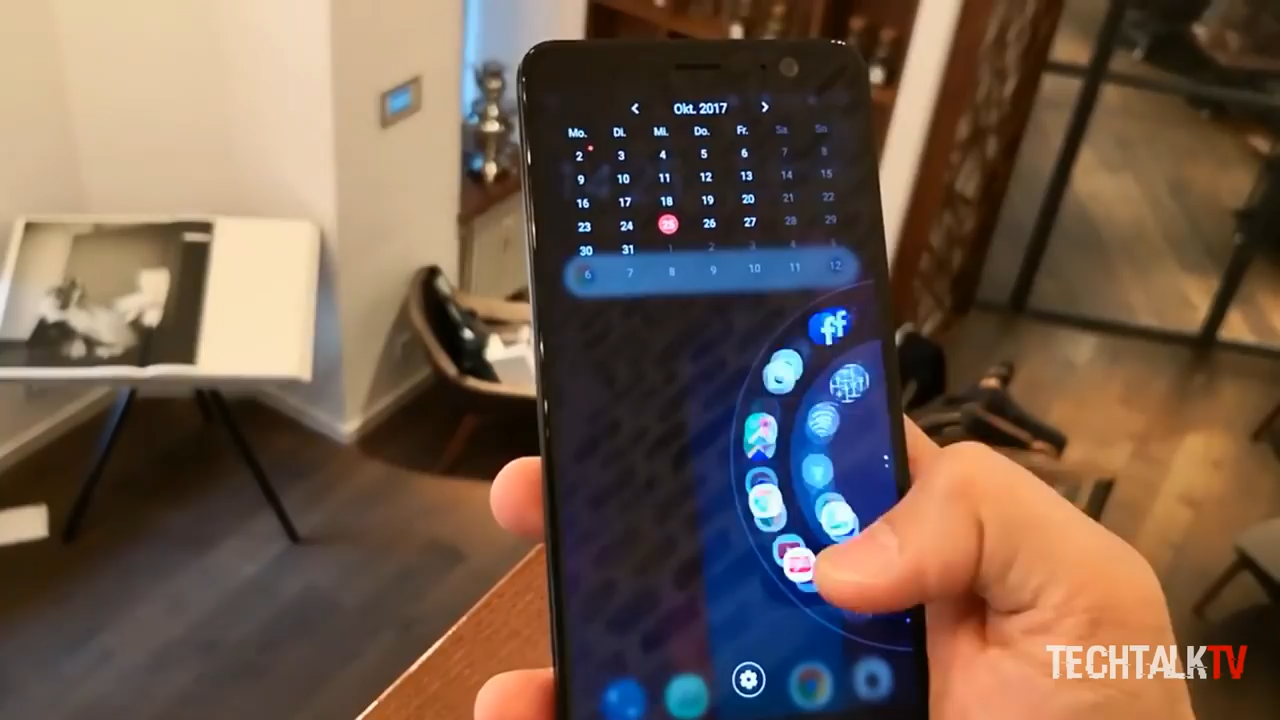 < Okt. 2017 >
Mo. Di. Mi. Do. Fr. Sa. So.
2 3 4 5 6 7 8
9 10 11 12 13 14 15
16 17 18 19 20 21 22
23 24 25 26 27 28 29
30 31 1 2 3 4 5
6 7 8 9 10 11 12
TECHTALKTV